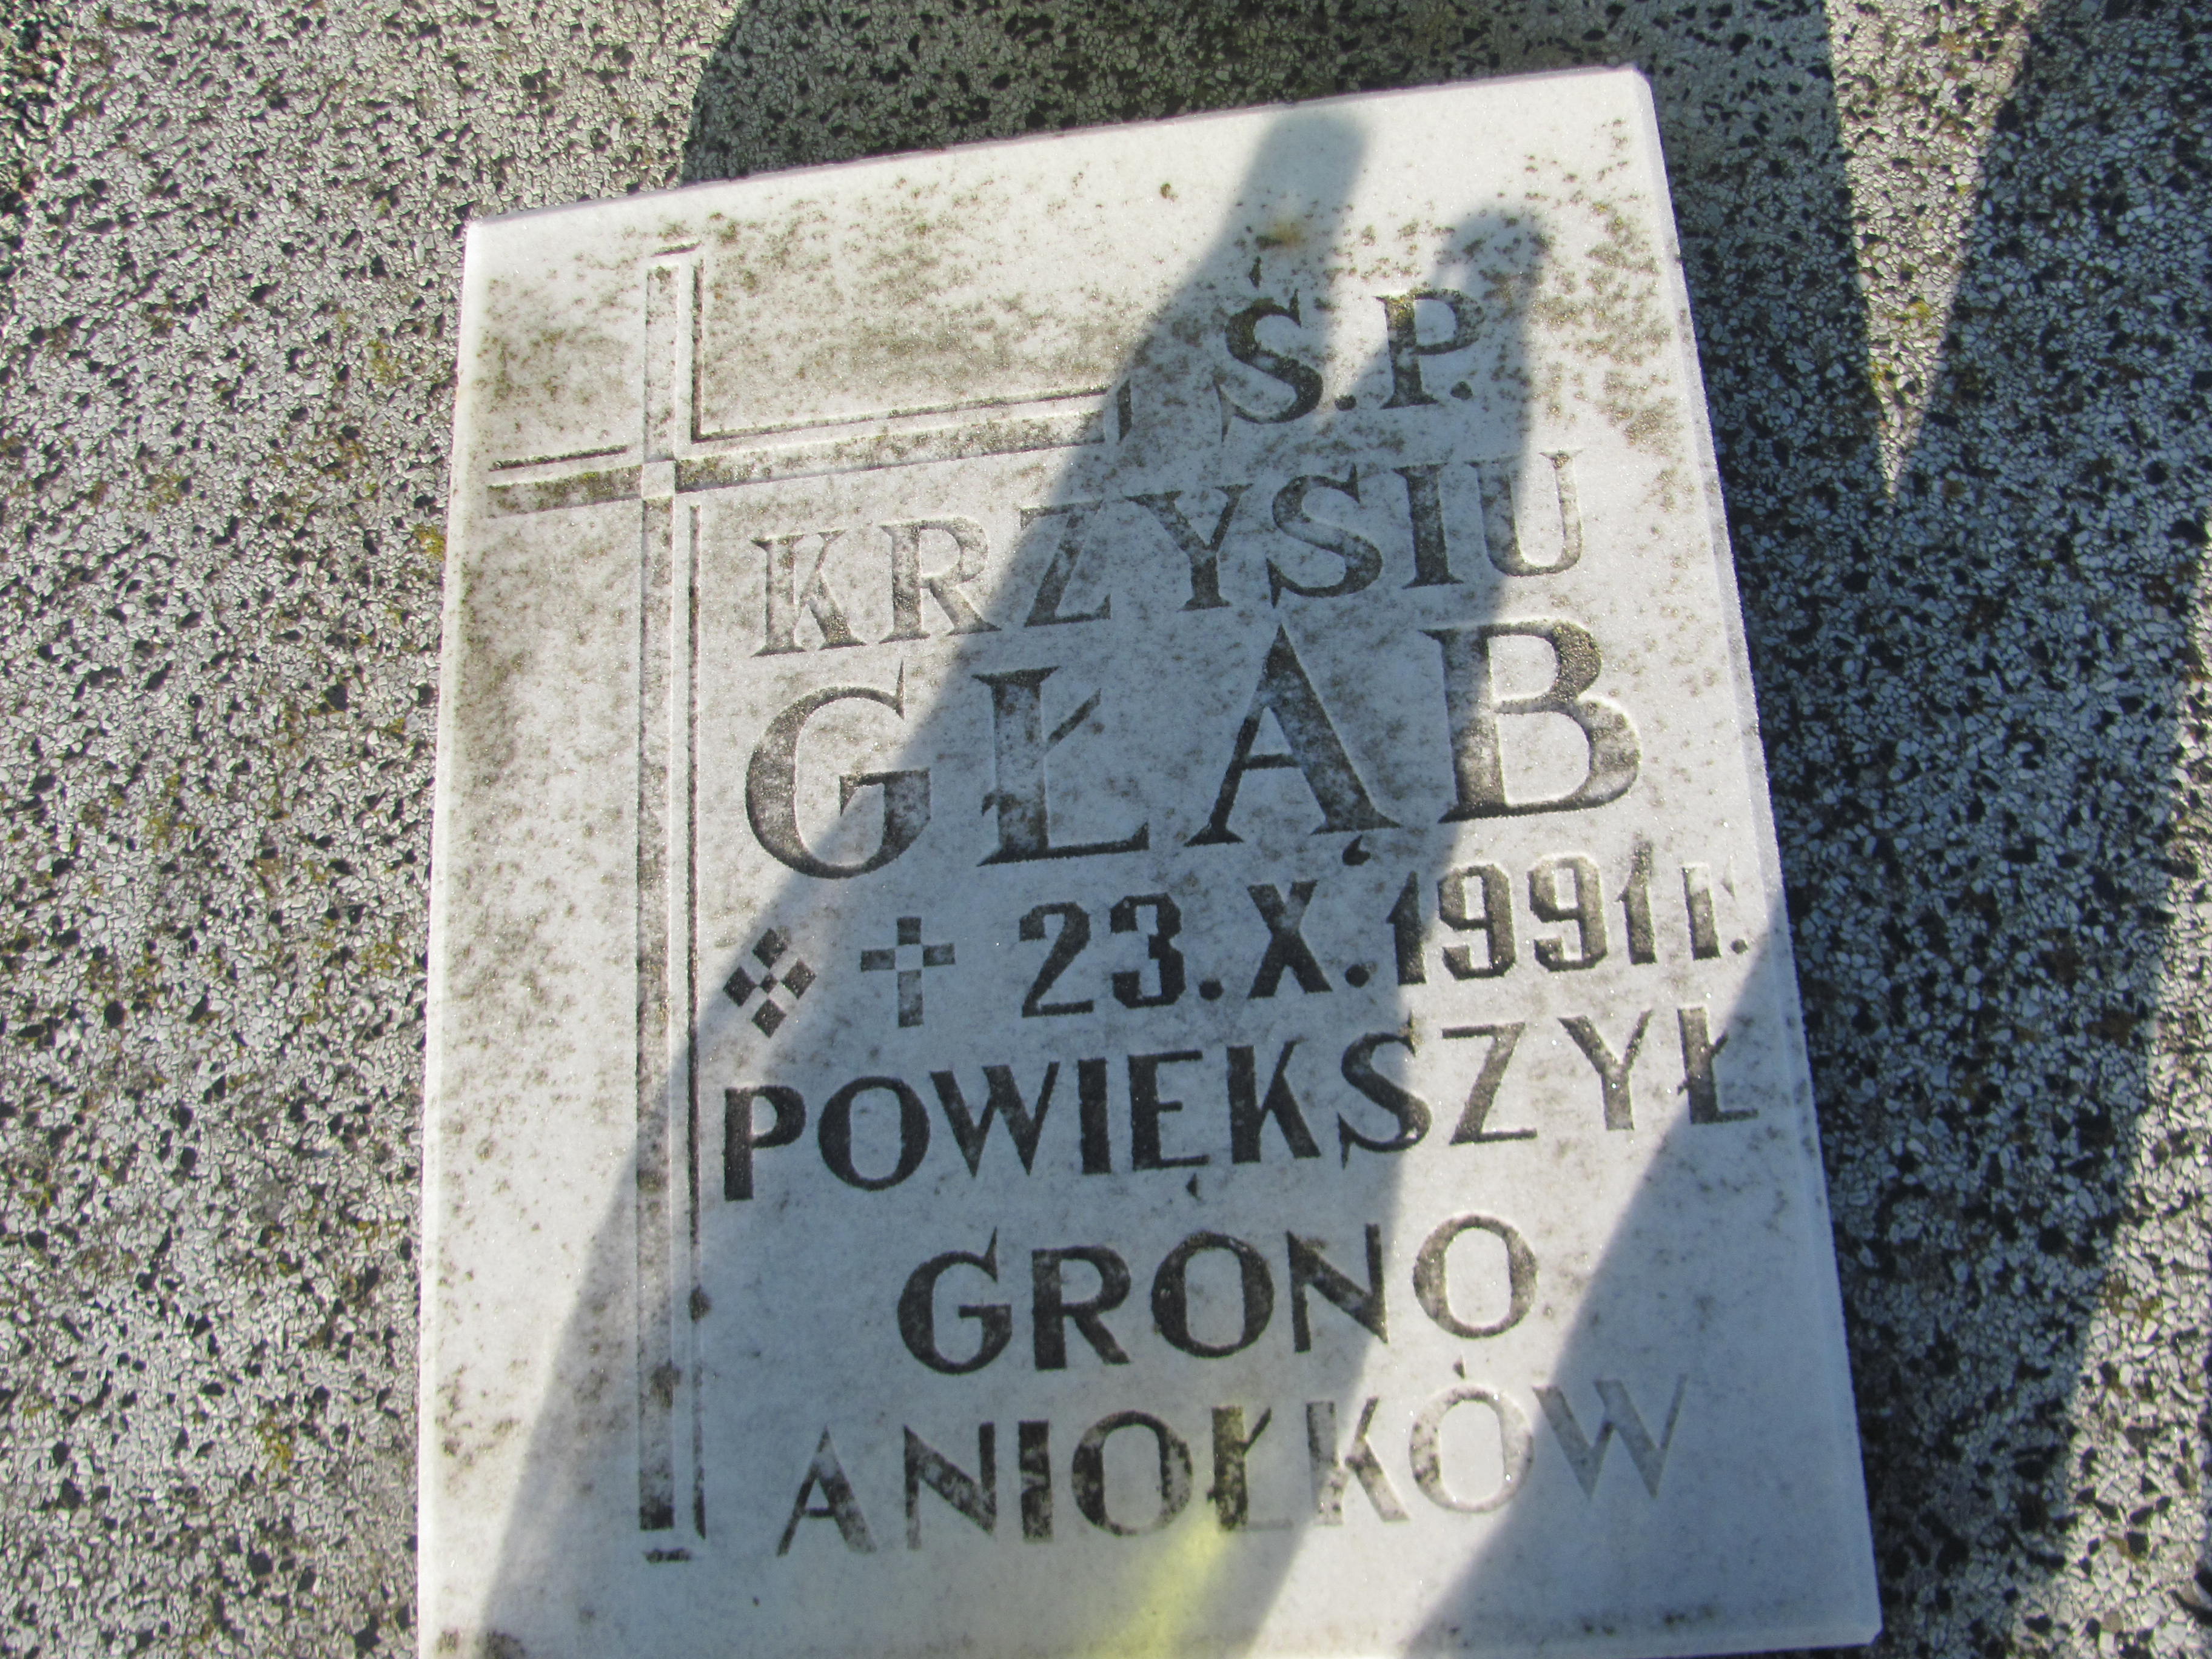 Ś.P.
KRZYSIU
GŁĄB
✝ 23.X.1991 r.
POWIĘKSZYŁ
GRONO
ANIOŁKÓW